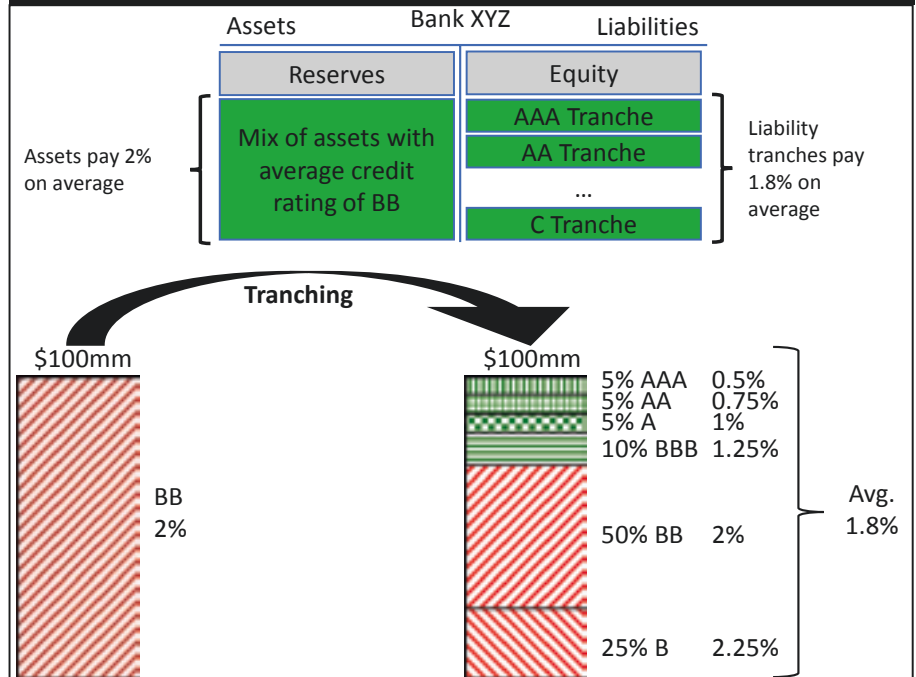 Bank XYZ
Assets
Liabilities
Reserves
Equity
Assets pay 2%
on average
Mix of assets with
average credit
rating of BB
AAA Tranche
AA Tranche
...
C Tranche
Liability
tranches pay
1.8% on
average
Tranching
$100mm
$100mm
BB
2%
5% AAA 0.5%
5% AA 0.75%
5% A 1%
10% BBB 1.25%
50% BB 2%
25% B 2.25%
Avg.
1.8%